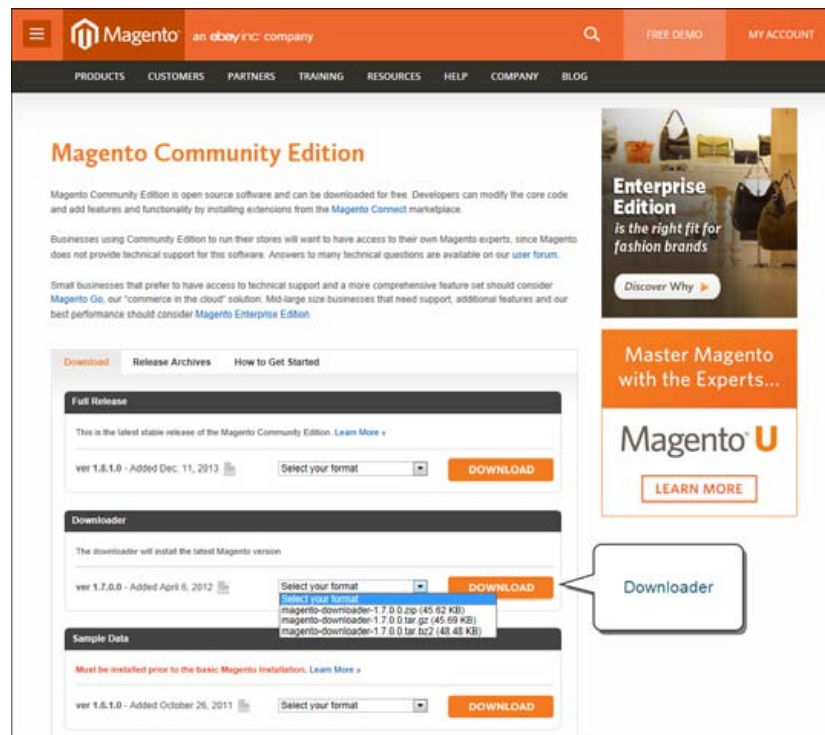 Magento an ebay inc company
FREE DEMO
MY ACCOUNT
PRODUCTS CUSTOMERS PARTNERS TRAINING RESOURCES HELP COMPANY BLOG
Magento Community Edition
Magento Community Edition is open source software and can be downloaded for free. Developers can modify the core code
and add features and functionality by installing extensions from the Magento Connect marketplace.
Businesses using Community Edition to run their stores will want to have access to their own Magento experts, since Magento
does not provide technical support for this software. Answers to many technical questions are available on our user forum.
Small businesses that prefer to have access to technical support and a more comprehensive feature set should consider
Magento Go, our "commerce in the cloud" solution. Mid-large size businesses that need support, additional features and our
best performance should consider Magento Enterprise Edition.
Enterprise
Edition
is the right fit for
fashion brands
Discover Why
Master Magento
with the Experts...
Magento U
LEARN MORE
Download Release Archives How to Get Started
Full Release
This is the latest stable release of the Magento Community Edition. Learn More »
ver 1.8.1.0 - Added Dec. 11, 2013 Select your format DOWNLOAD
Downloader
The downloader will install the latest Magento version
ver 1.7.0.0 - Added April 6, 2012 Select your format DOWNLOAD
Select your format
magento-downloader-1.7.0.0.zip (45.62 KB)
magento-downloader-1.7.0.0.tar.gz (45.69 KB)
magento-downloader-1.7.0.0.tar.bz2 (48.48 KB)
Downloader
Sample Data
Must be installed prior to the basic Magento Installation. Learn More »
ver 1.6.1.0 - Added October 26, 2011 Select your format DOWNLOAD